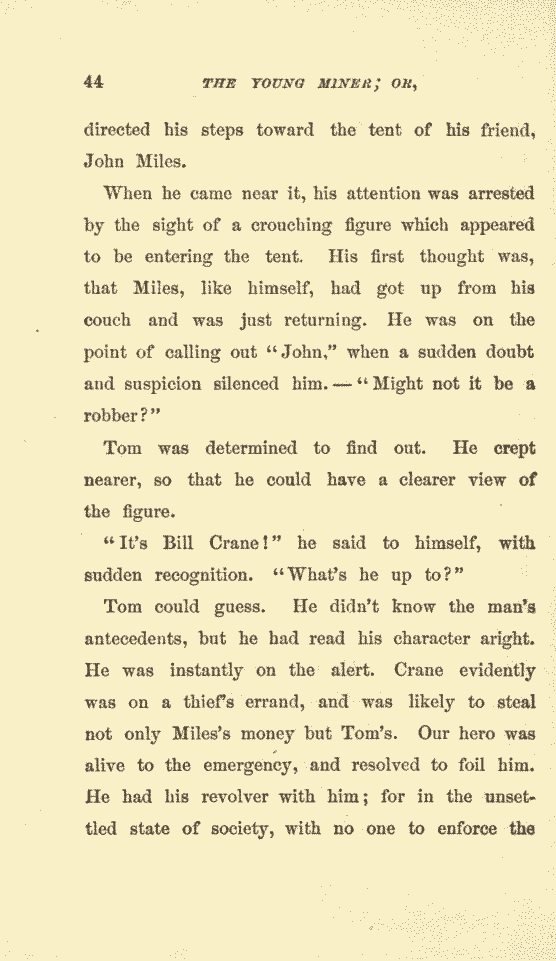 44 THE YOUNG MINER; OR,
directed his steps toward the tent of his friend,
John Miles.
When he came near it, his attention was arrested
by the sight of a crouching figure which appeared
to be entering the tent. His first thought was,
that Miles, like himself, had got up from his
couch and was just returning. He was on the
point of calling out “John,” when a sudden doubt
and suspicion silenced him.—“Might not it be a
robber?”
Tom was determined to find out. He crept
nearer, so that he could have a clearer view of
the figure.
“It's Bill Crane!” he said to himself, with
sudden recognition. “What's he up to?”
Tom could guess. He didn't know the man's
antecedents, but he had read his character aright.
He was instantly on the alert. Crane evidently
was on a thief's errand, and was likely to steal
not only Miles's money but Tom's. Our hero was
alive to the emergency, and resolved to foil him.
He had his revolver with him; for in the unset-
tled state of society, with no one to enforce the